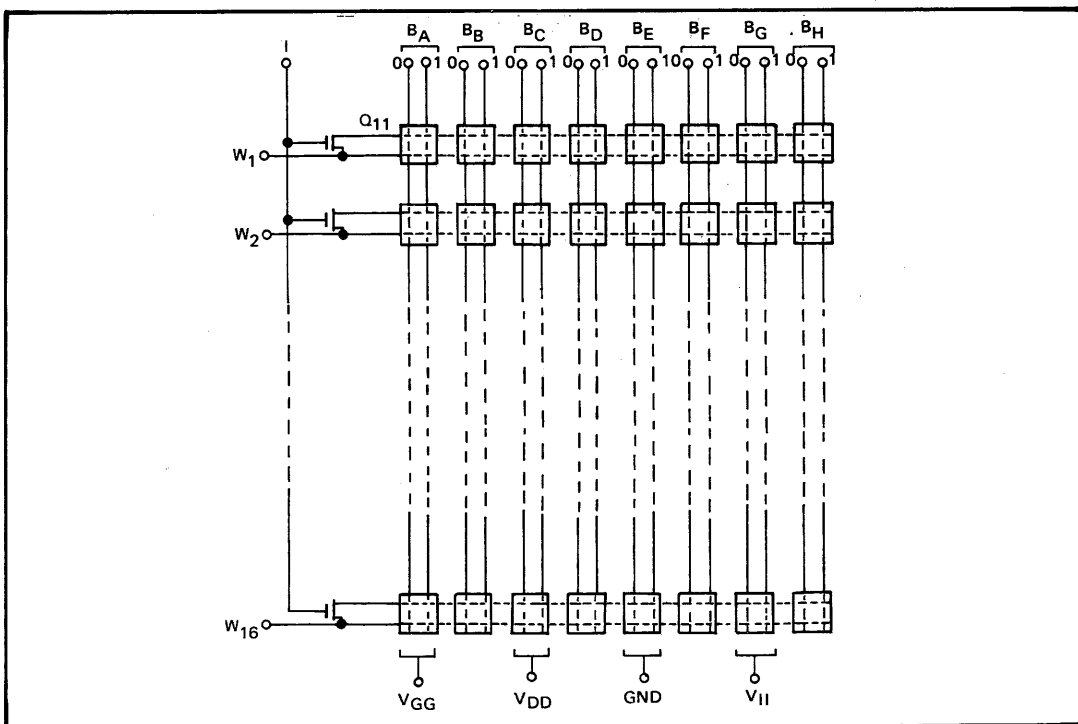 I BA BB BC BD BE BF BG BH
0 1 0 1 0 1 0 1 0 1 0 1 0 1 0 1
Q11
W1
W2
W16
VGG VDD GND VII